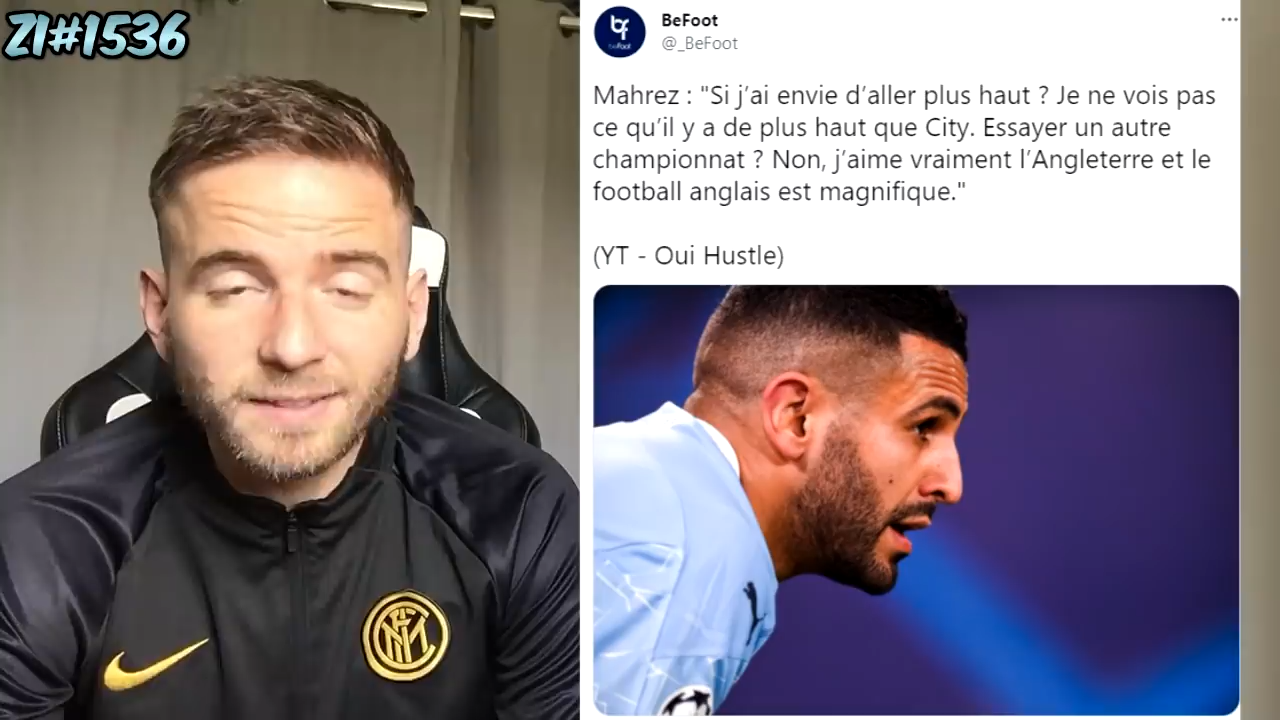 ZI#1536
BeFoot
@_BeFoot
bf
beFoot
Mahrez : "Si j'ai envie d'aller plus haut ? Je ne vois pas
ce qu'il y a de plus haut que City. Essayer un autre
championnat ? Non, j'aime vraiment l'Angleterre et le
football anglais est magnifique."
(YT - Oui Hustle)